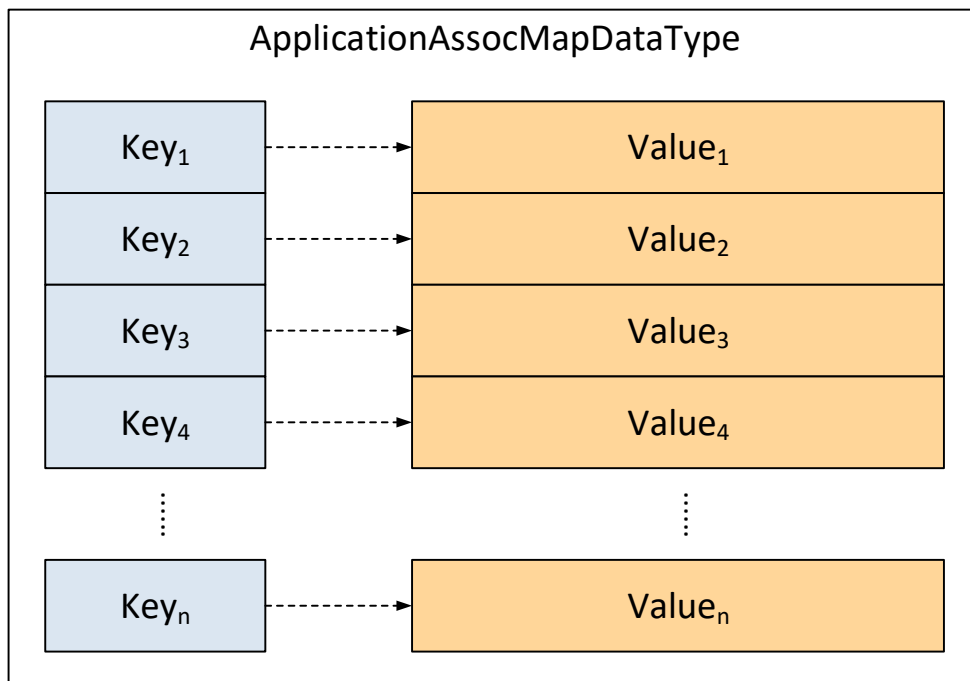 ApplicationAssocMapDataType
Key₁ Value₁
Key₂ Value₂
Key₃ Value₃
Key₄ Value₄
Keyₙ Valueₙ